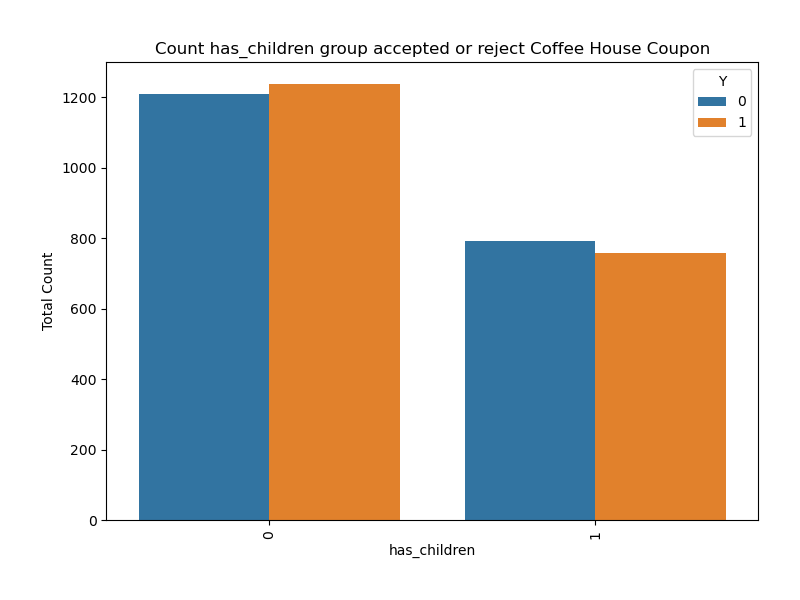 Count has_children group accepted or reject Coffee House Coupon
Y
0
1
1200
1000
800
600
400
200
0
Total Count
0
1
has_children